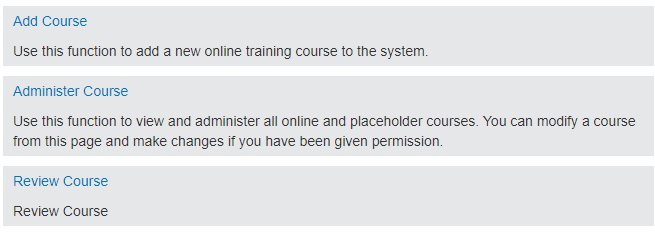 Add Course
Use this function to add a new online training course to the system.
Administer Course
Use this function to view and administer all online and placeholder courses. You can modify a course
from this page and make changes if you have been given permission.
Review Course
Review Course